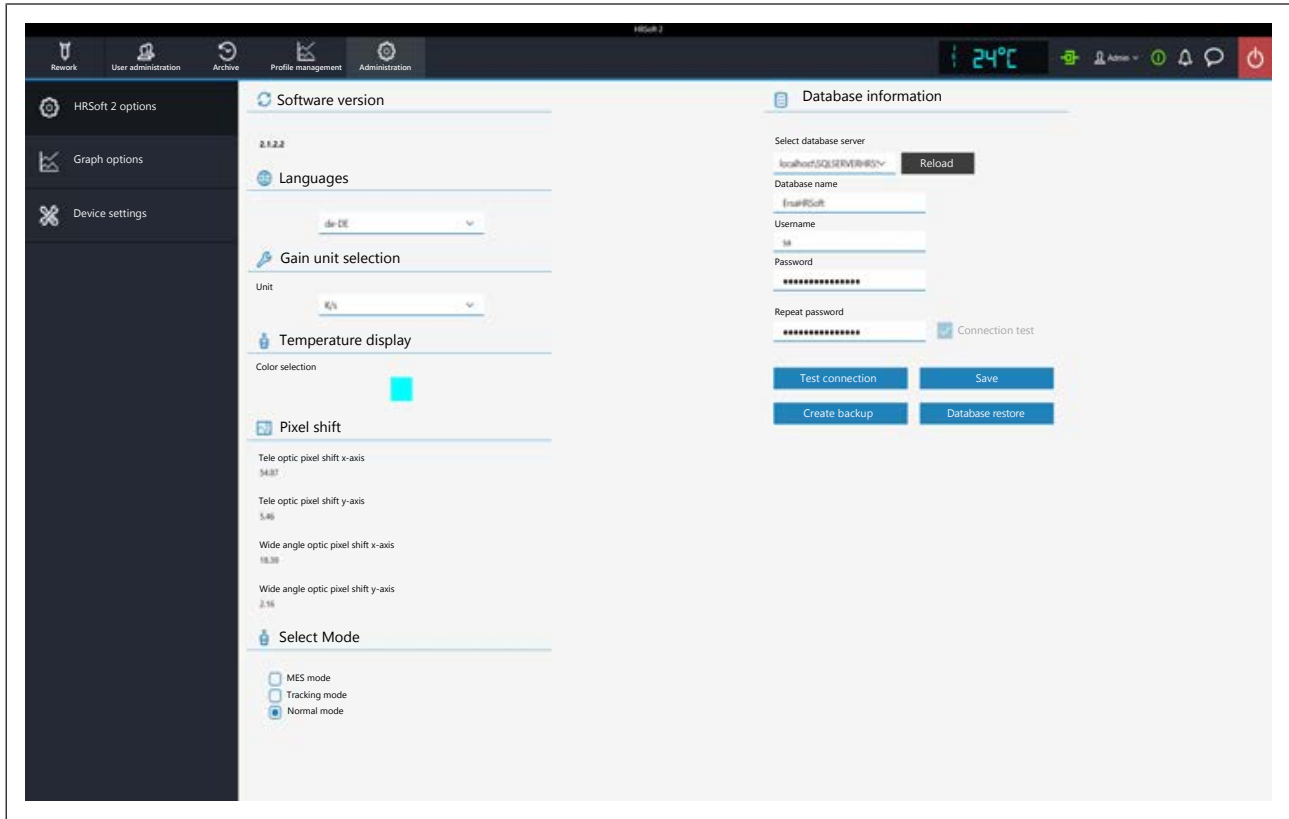 HRSoft 2
Rework
User administration
Archive
Profile management
Administration
24°C
Admin
HRSoft 2 options
Graph options
Device settings
Software version
2.1.2.2
Languages
de-DE
Gain unit selection
Unit
K/s
Temperature display
Color selection
Pixel shift
Tele optic pixel shift x-axis
54.87
Tele optic pixel shift y-axis
5.46
Wide angle optic pixel shift x-axis
Wide angle optic pixel shift y-axis
2.16
Select Mode
MES mode
Tracking mode
Normal mode
Database information
Select database server
localhost\SQLSERVERHRS
Reload
Database name
ErsaHRSoft
Username
sa
Password
Repeat password
Connection test
Test connection
Save
Create backup
Database restore